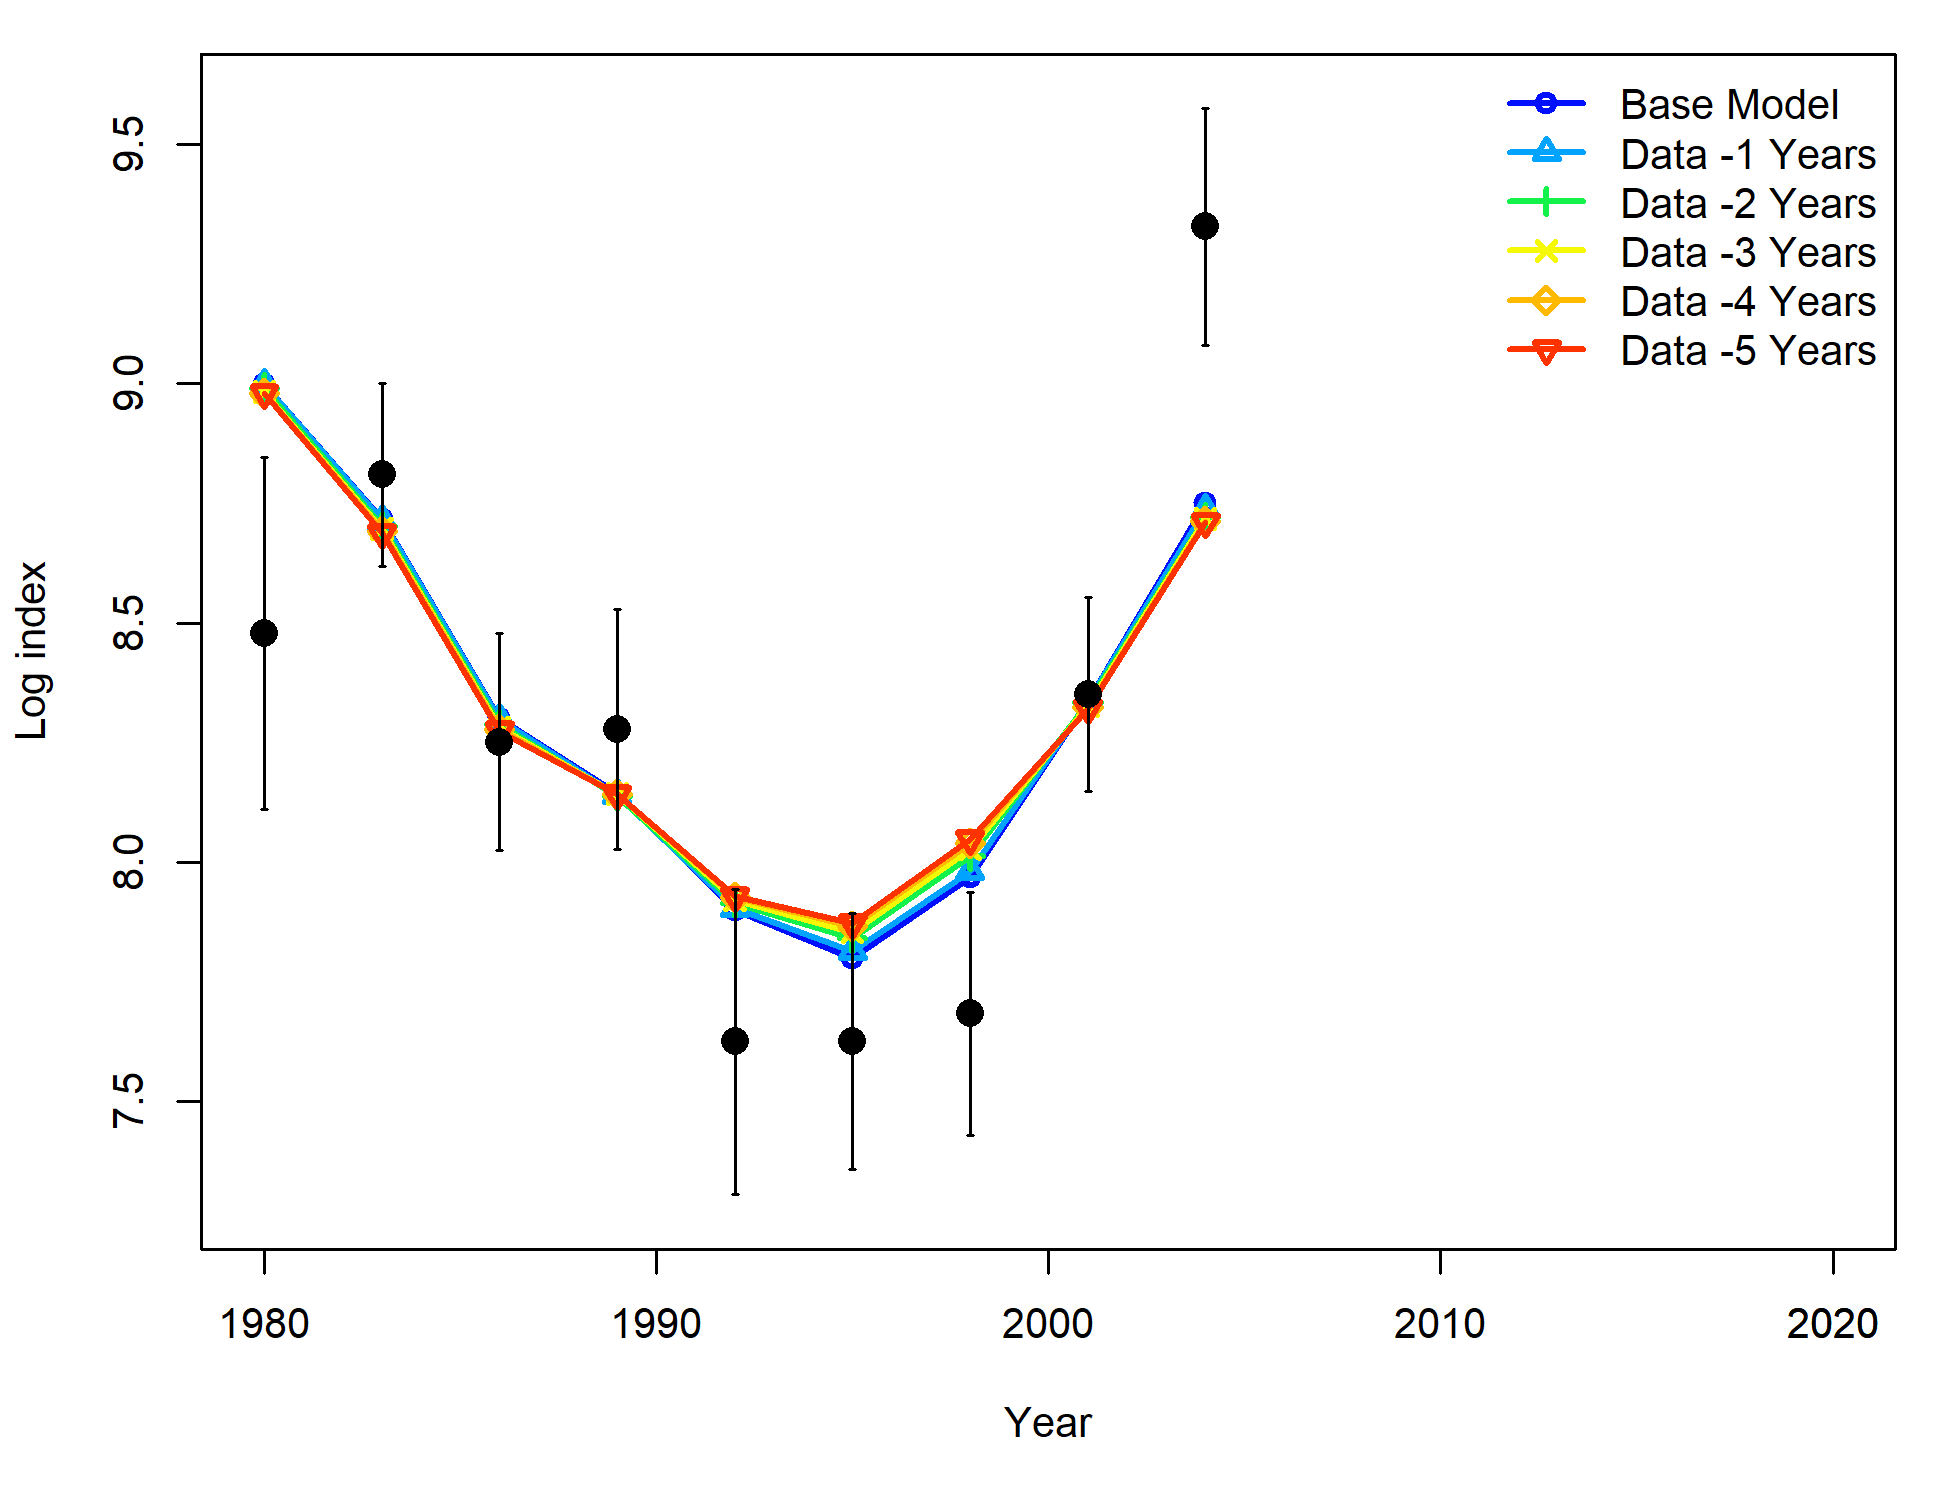 Base Model
Data -1 Years
Data -2 Years
Data -3 Years
Data -4 Years
Data -5 Years
Log index
9.5
9.0
8.5
8.0
7.5
1980 1990 2000 2010 2020
Year